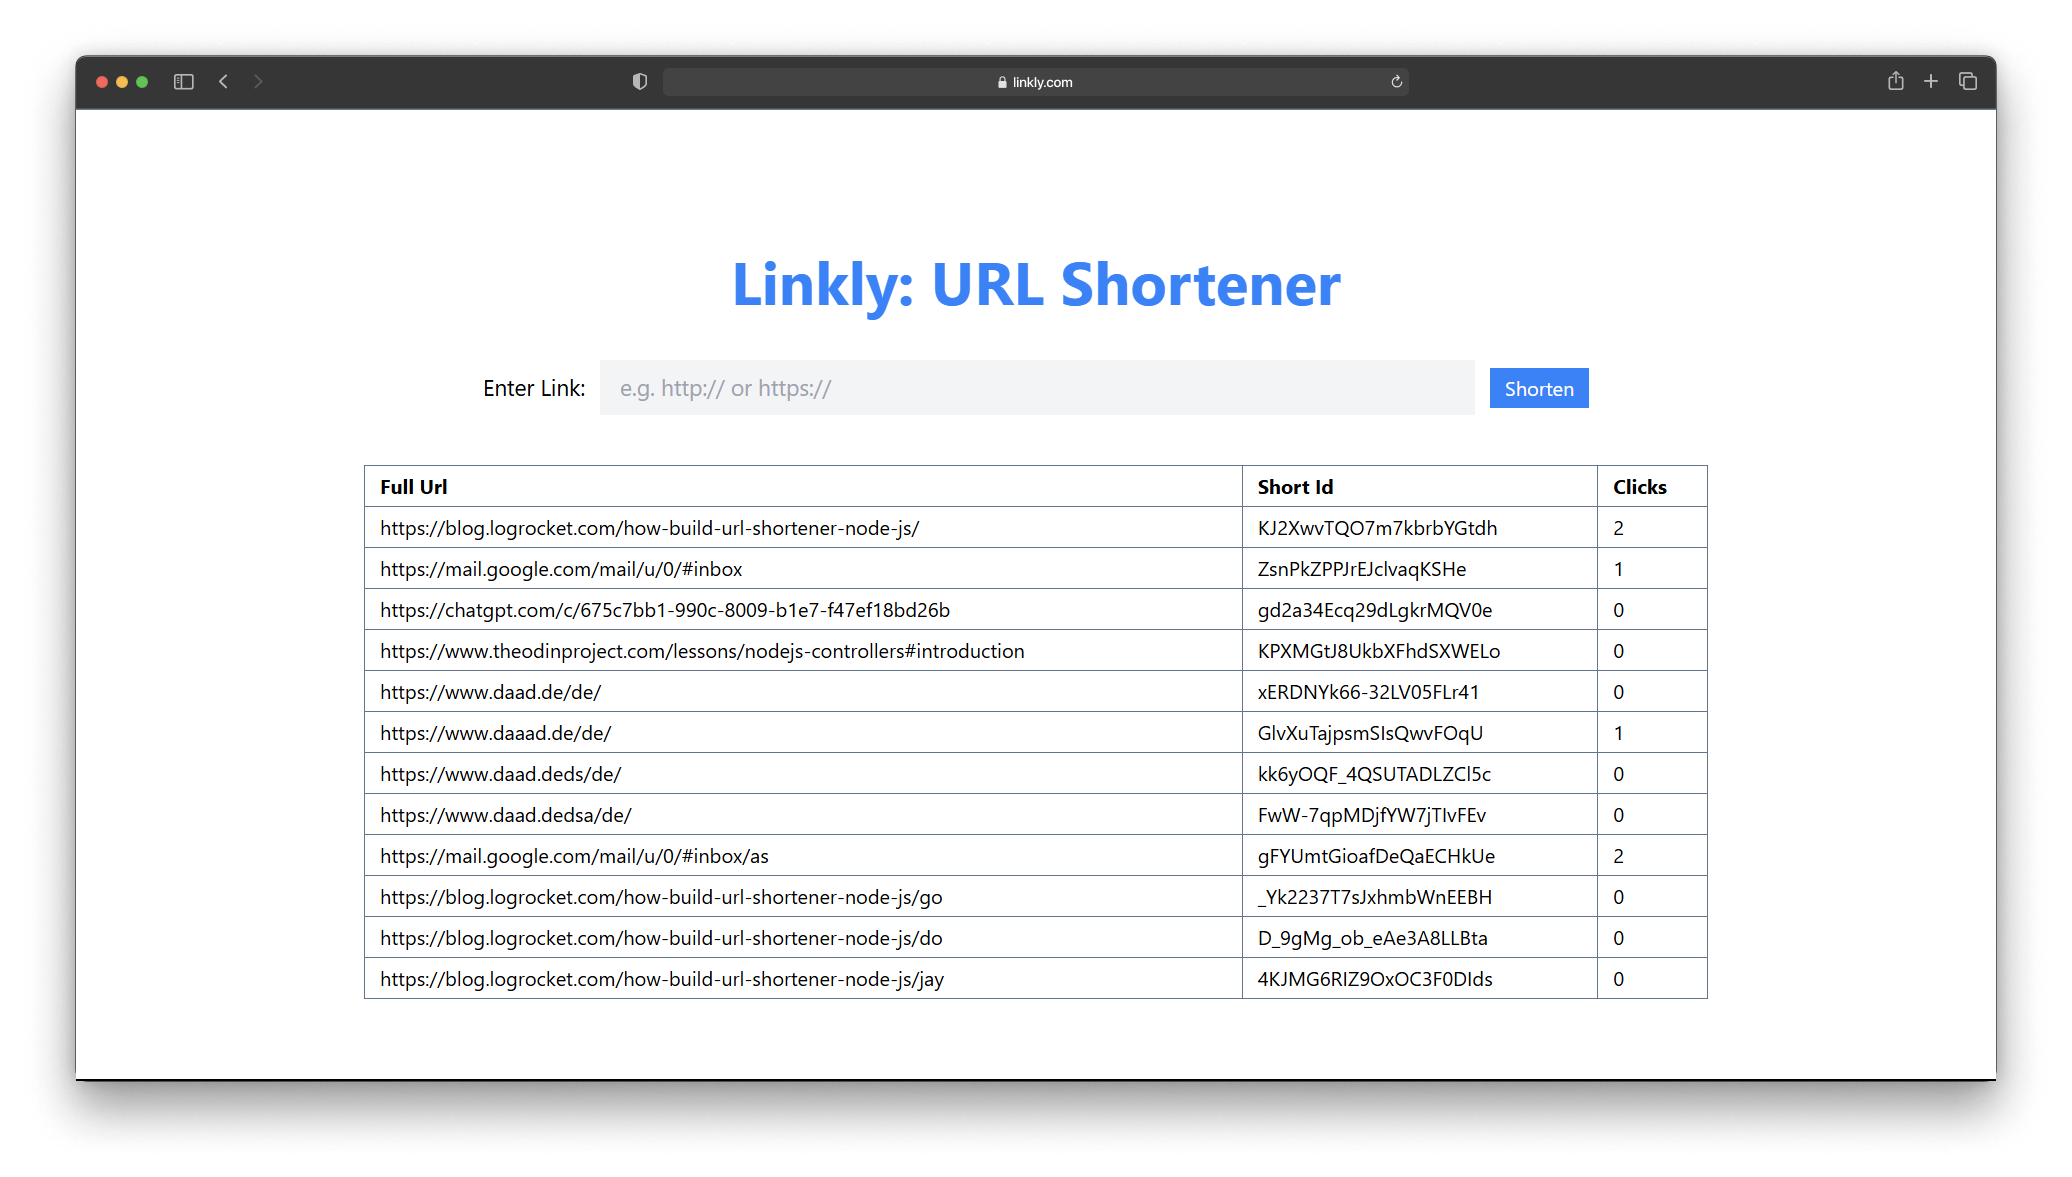 linkly.com
Linkly: URL Shortener
Enter Link: e.g. http:// or https:// Shorten
Full Url Short Id Clicks
https://blog.logrocket.com/how-build-url-shortener-node-js/ KJ2XwvTQO7m7kbrbYGtdh 2
https://mail.google.com/mail/u/0/#inbox ZsnPkZPPJrEJclvaqKSHe 1
https://chatgpt.com/c/675c7bb1-990c-8009-b1e7-f47ef18bd26b gd2a34Ecq29dLgkrMQV0e 0
https://www.theodinproject.com/lessons/nodejs-controllers#introduction KPXMGtJ8UkbXFhdSXWELo 0
https://www.daad.de/de/ xERDNYk66-32LV05FLr41 0
https://www.daaad.de/de/ GlvXuTajpsmSIsQwvFOqU 1
https://www.daad.deds/de/ kk6yOQF_4QSUTADLZCl5c 0
https://www.daad.dedsa/de/ FwW-7qpMDjfYW7jTIvFEv 0
https://mail.google.com/mail/u/0/#inbox/as gFYUmtGioafDeQaECHkUe 2
https://blog.logrocket.com/how-build-url-shortener-node-js/go _Yk2237T7sJxhmbWnEEBH 0
https://blog.logrocket.com/how-build-url-shortener-node-js/do D_9gMg_ob_eAe3A8LLBta 0
https://blog.logrocket.com/how-build-url-shortener-node-js/jay 4KJMG6RIZ9OxOC3F0DIds 0